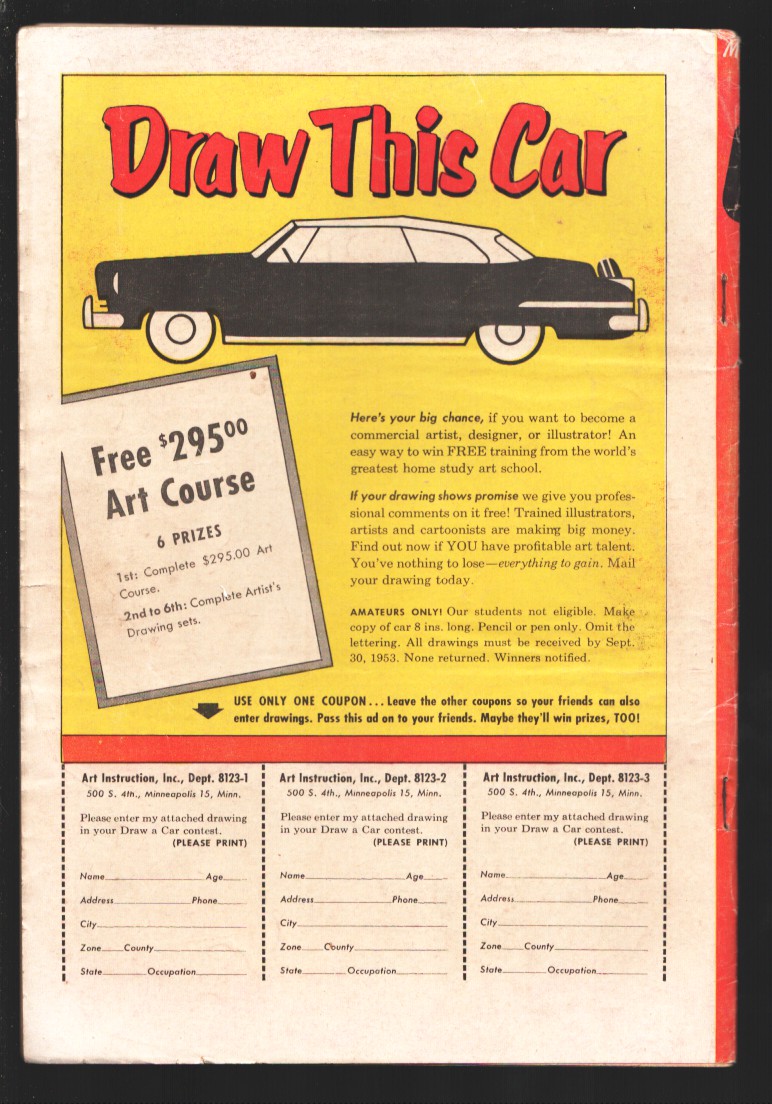 Draw This Car
Free $295⁰⁰
Art Course
6 PRIZES
1st: Complete $295.00 Art
Course.
2nd to 6th: Complete Artist's
Drawing sets.
Here's your big chance, if you want to become a
commercial artist, designer, or illustrator! An
easy way to win FREE training from the world's
greatest home study art school.
If your drawing shows promise we give you profes-
sional comments on it free! Trained illustrators,
artists and cartoonists are making big money.
Find out now if YOU have profitable art talent.
You've nothing to lose—everything to gain. Mail
your drawing today.
AMATEURS ONLY! Our students not eligible. Make
copy of car 8 ins. long. Pencil or pen only. Omit the
lettering. All drawings must be received by Sept.
30, 1953. None returned. Winners notified.
USE ONLY ONE COUPON... Leave the other coupons so your friends can also
enter drawings. Pass this ad on to your friends. Maybe they'll win prizes, TOO!
Art Instruction, Inc., Dept. 8123-1
500 S. 4th., Minneapolis 15, Minn.
Please enter my attached drawing
in your Draw a Car contest.
(PLEASE PRINT)
Name Age
Address Phone
City
Zone County
State Occupation
Art Instruction, Inc., Dept. 8123-2
500 S. 4th., Minneapolis 15, Minn.
Please enter my attached drawing
in your Draw a Car contest.
(PLEASE PRINT)
Name Age
Address Phone
City
Zone County
State Occupation
Art Instruction, Inc., Dept. 8123-3
500 S. 4th., Minneapolis 15, Minn.
Please enter my attached drawing
in your Draw a Car contest.
(PLEASE PRINT)
Name Age
Address Phone
City
Zone County
State Occupation